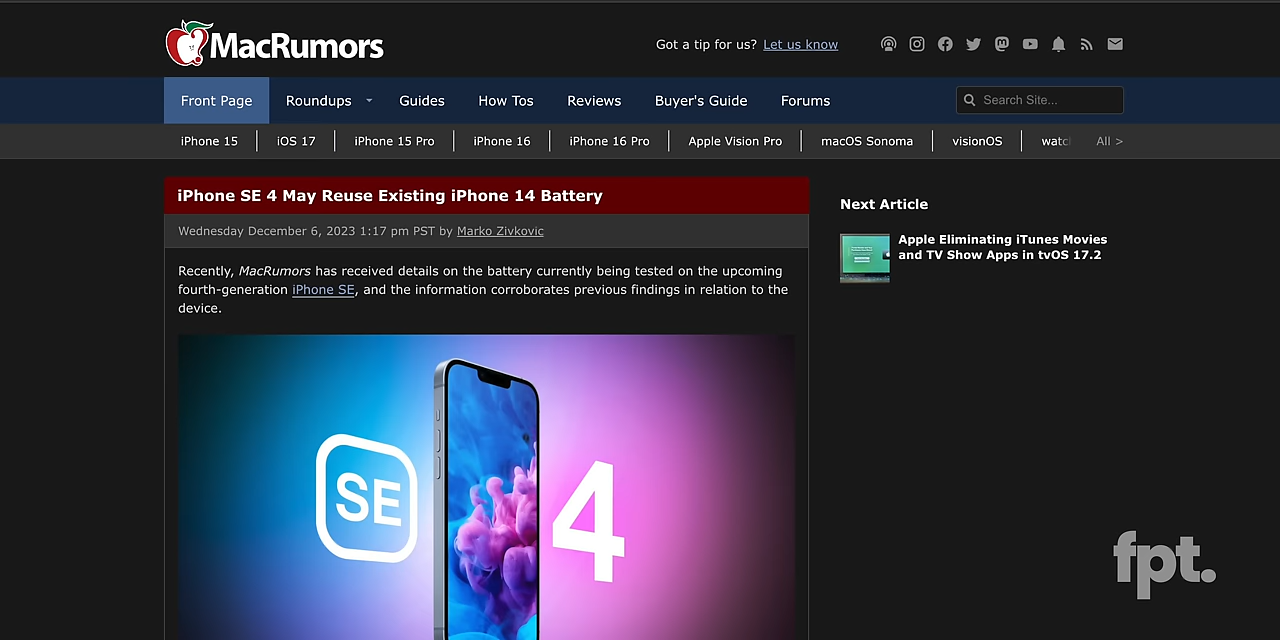 MacRumors
Got a tip for us? Let us know
Front Page Roundups Guides How Tos Reviews Buyer's Guide Forums Search Site...
iPhone 15 iOS 17 iPhone 15 Pro iPhone 16 iPhone 16 Pro Apple Vision Pro macOS Sonoma visionOS watc All >
iPhone SE 4 May Reuse Existing iPhone 14 Battery
Wednesday December 6, 2023 1:17 pm PST by Marko Zivkovic
Recently, MacRumors has received details on the battery currently being tested on the upcoming
fourth-generation iPhone SE, and the information corroborates previous findings in relation to the
device.
SE 4
Next Article
Apple Eliminating iTunes Movies
and TV Show Apps in tvOS 17.2
fpt.